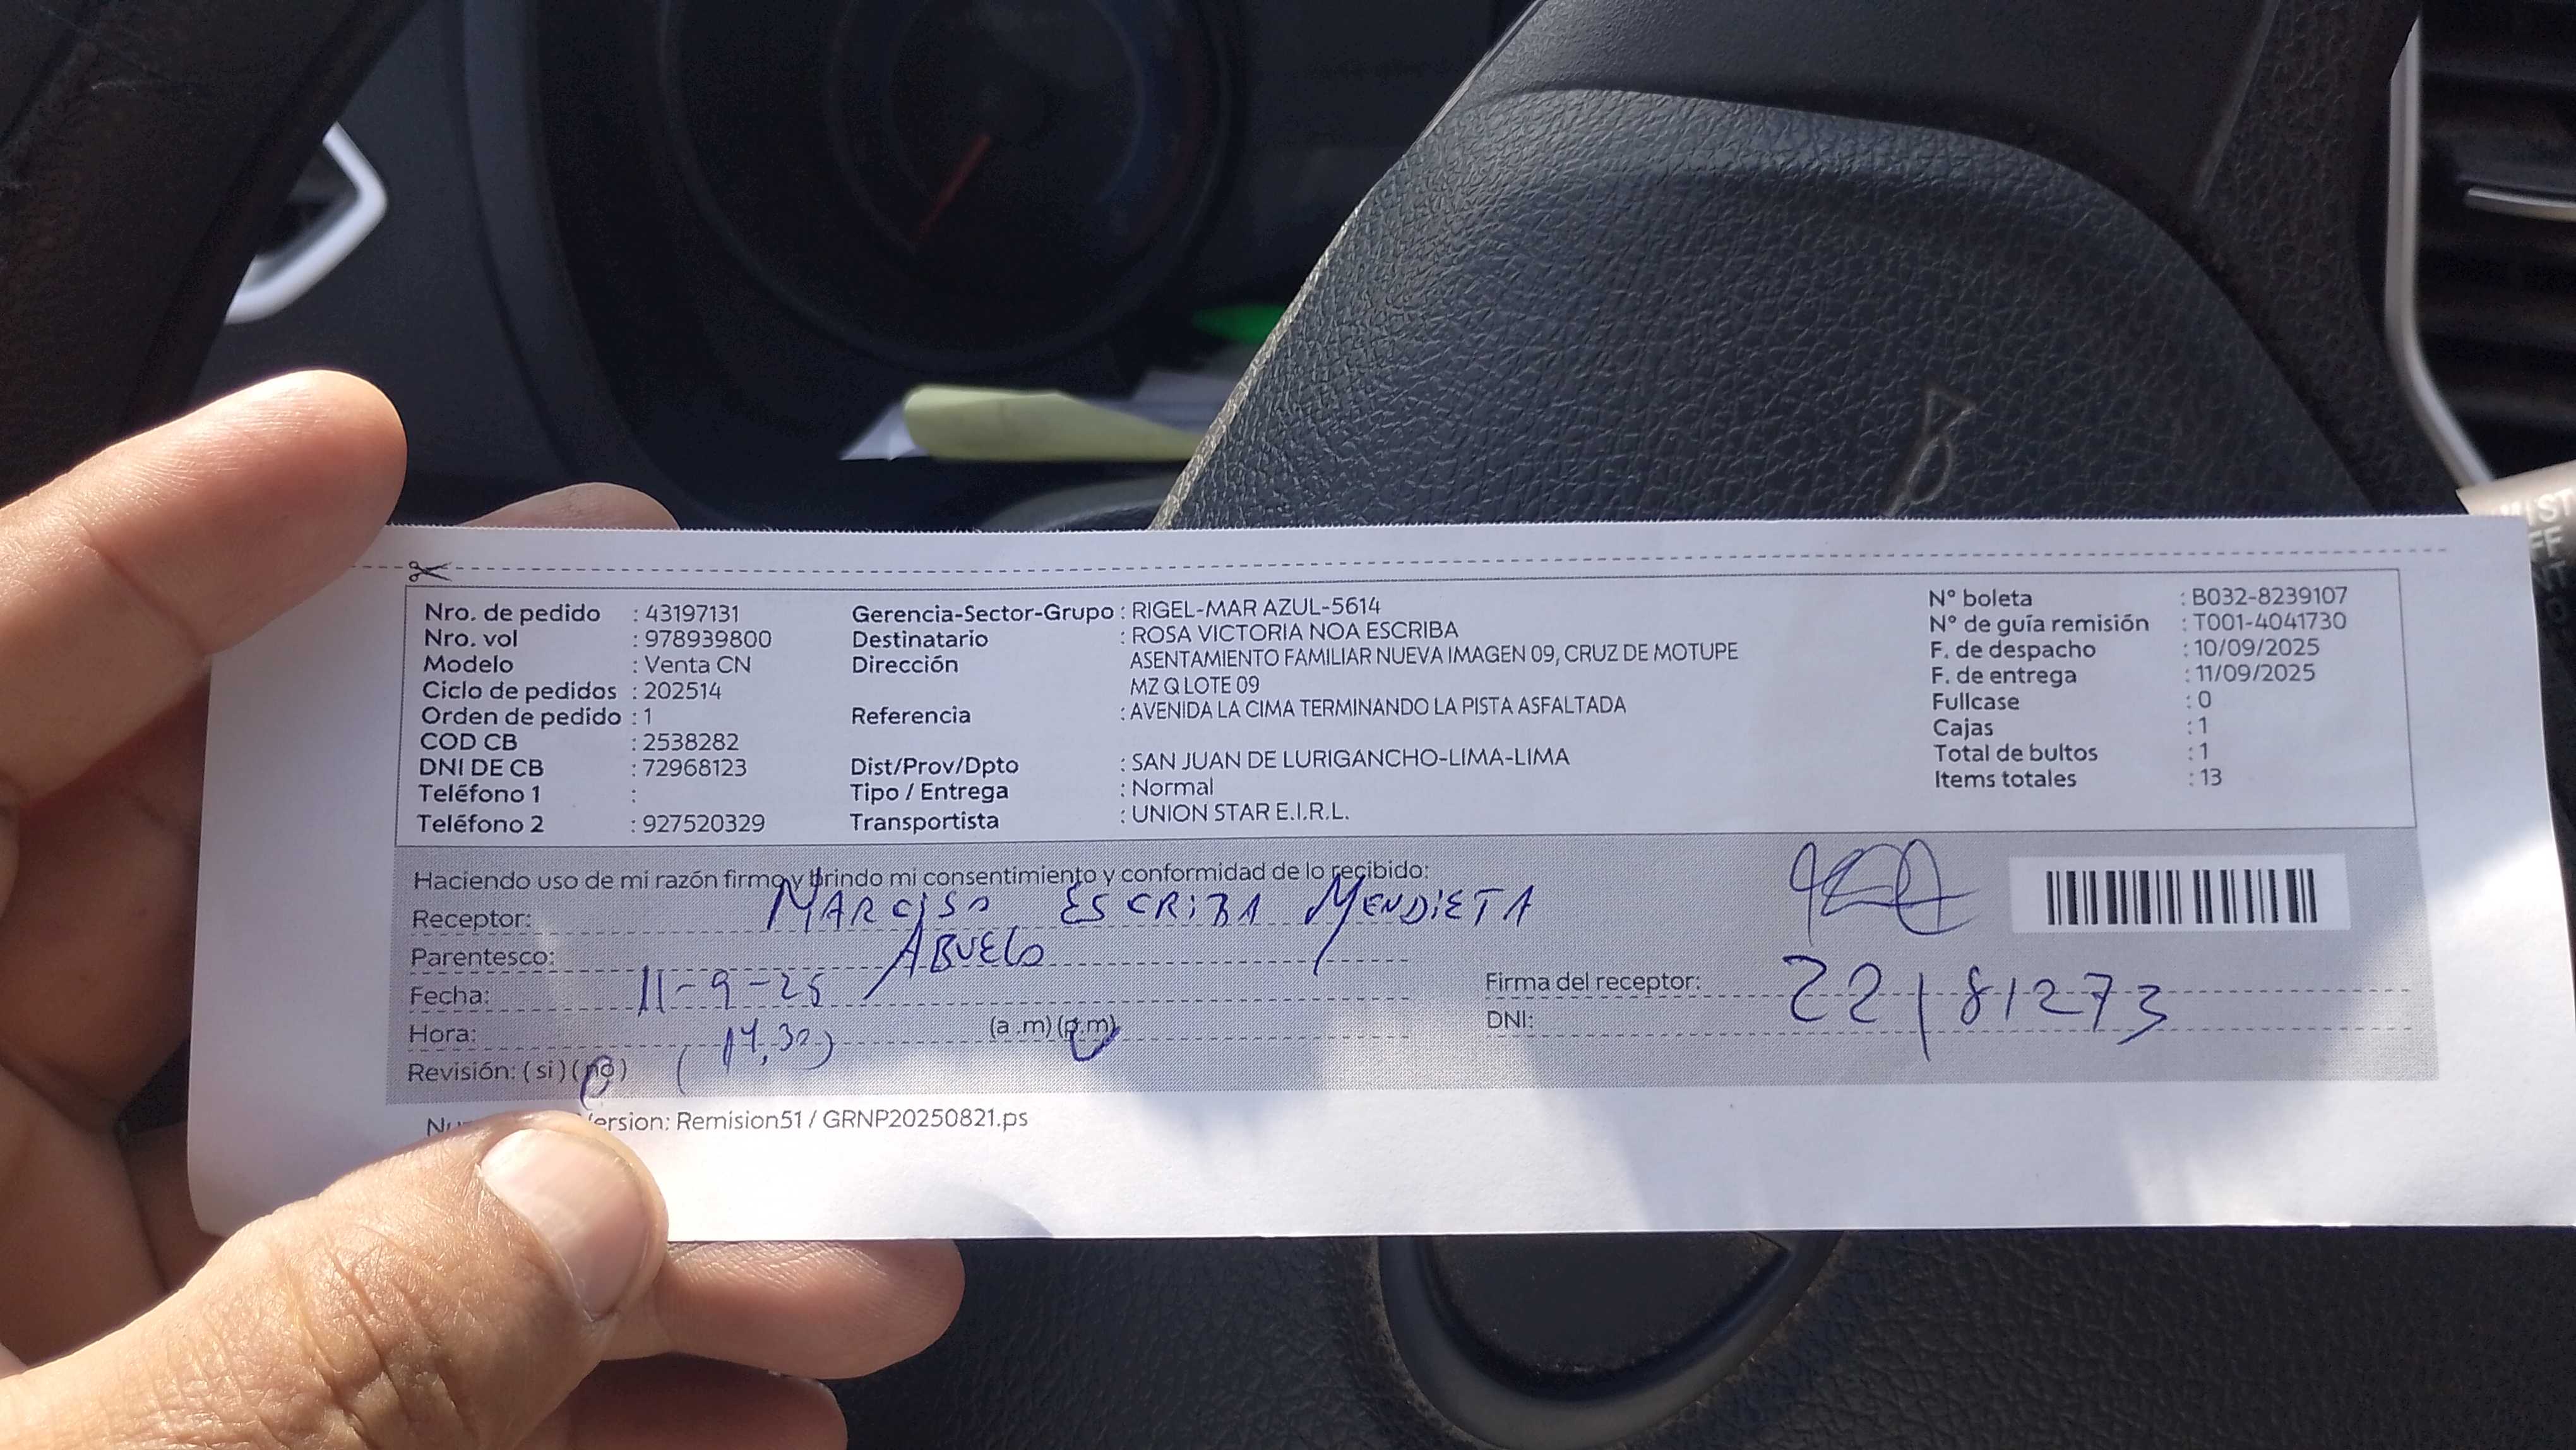 Nro. de pedido : 43197131
Nro. vol : 978939800
Modelo : Venta CN
Ciclo de pedidos : 202514
Orden de pedido : 1
COD CB : 2538282
DNI DE CB : 72968123
Teléfono 1 :
Teléfono 2 : 927520329
Gerencia-Sector-Grupo : RIGEL-MAR AZUL-5614
Destinatario : ROSA VICTORIA NOA ESCRIBA
Dirección ASENTAMIENTO FAMILIAR NUEVA IMAGEN 09, CRUZ DE MOTUPE
MZ Q LOTE 09
Referencia : AVENIDA LA CIMA TERMINANDO LA PISTA ASFALTADA
Dist/Prov/Dpto : SAN JUAN DE LURIGANCHO-LIMA-LIMA
Tipo / Entrega : Normal
Transportista : UNION STAR E.I.R.L.
N° boleta : B032-8239107
N° de guía remisión : T001-4041730
F. de despacho : 10/09/2025
F. de entrega : 11/09/2025
Fullcase : 0
Cajas : 1
Total de bultos : 1
Items totales : 13
Haciendo uso de mi razón firmo y brindo mi consentimiento y conformidad de lo recibido:
Receptor: NARCISO ESCRIBA MENDIETA
Parentesco: ABUELO
Fecha: 11-9-25
Hora: (a .m) (p.m)
Revisión: ( si ) ( no )
Firma del receptor:
DNI: 22181273
ersion: Remision51 / GRNP20250821.ps